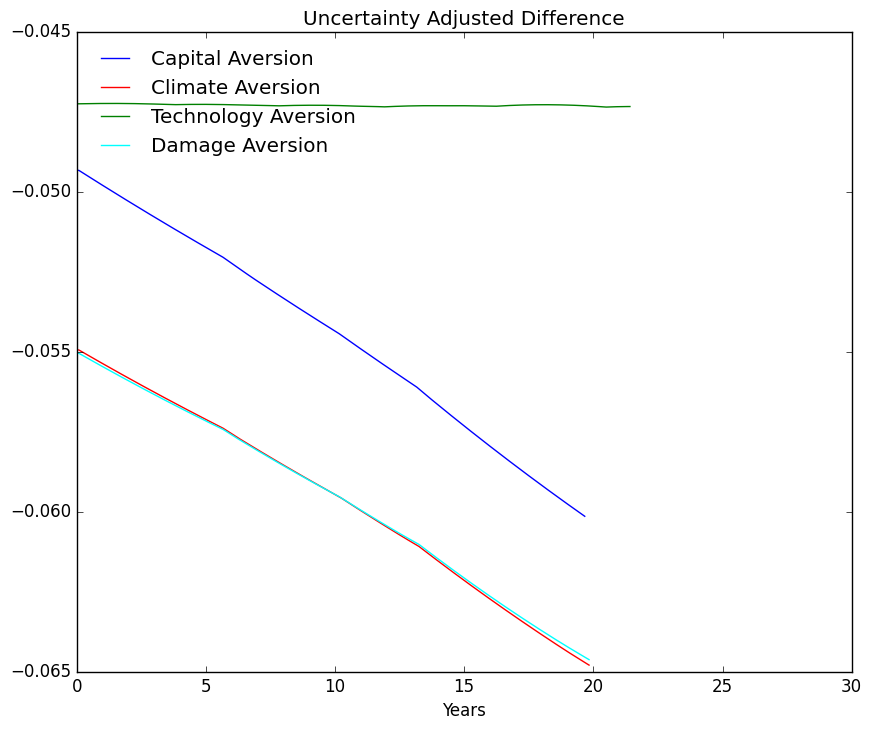 Uncertainty Adjusted Difference
−0.045
Capital Aversion
Climate Aversion
Technology Aversion
Damage Aversion
−0.050
−0.055
−0.060
−0.065
0 5 10 15 20 25 30
Years